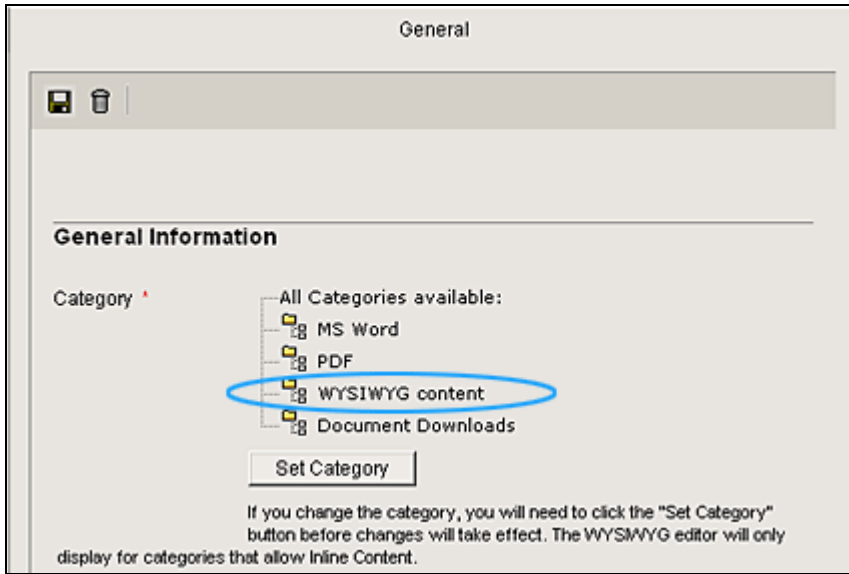 General
General Information
Category *
All Categories available:
MS Word
PDF
WYSIWYG content
Document Downloads
Set Category
If you change the category, you will need to click the "Set Category"
button before changes will take effect. The WYSIWYG editor will only
display for categories that allow Inline Content.